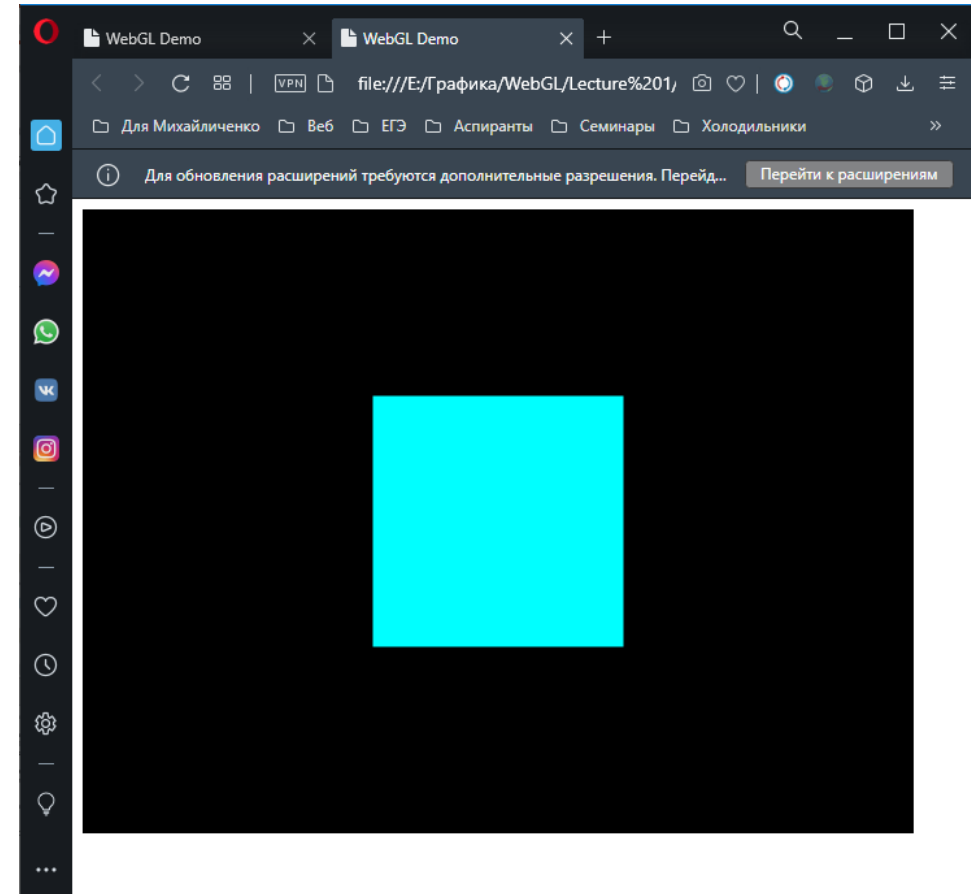 WebGL Demo
WebGL Demo
VPN
file:///E:/Графика/WebGL/Lecture%201/
Для Михайличенко Веб ЕГЭ Аспиранты Семинары Холодильники
Для обновления расширений требуются дополнительные разрешения. Перейд... Перейти к расширениям